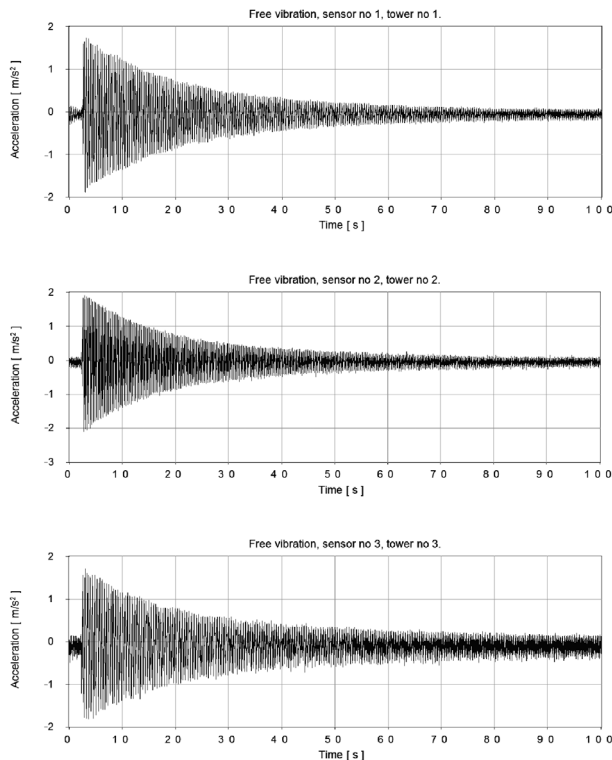 Free vibration, sensor no 1, tower no 1.
2
1
0
-1
-2
Acceleration [ m/s² ]
0 10 20 30 40 50 60 70 80 90 100
Time [ s ]
Free vibration, sensor no 2, tower no 2.
2
1
0
-1
-2
-3
Acceleration [ m/s² ]
0 10 20 30 40 50 60 70 80 90 100
Time [ s ]
Free vibration, sensor no 3, tower no 3.
2
1
0
-1
-2
Acceleration [ m/s² ]
0 10 20 30 40 50 60 70 80 90 100
Time [ s ]